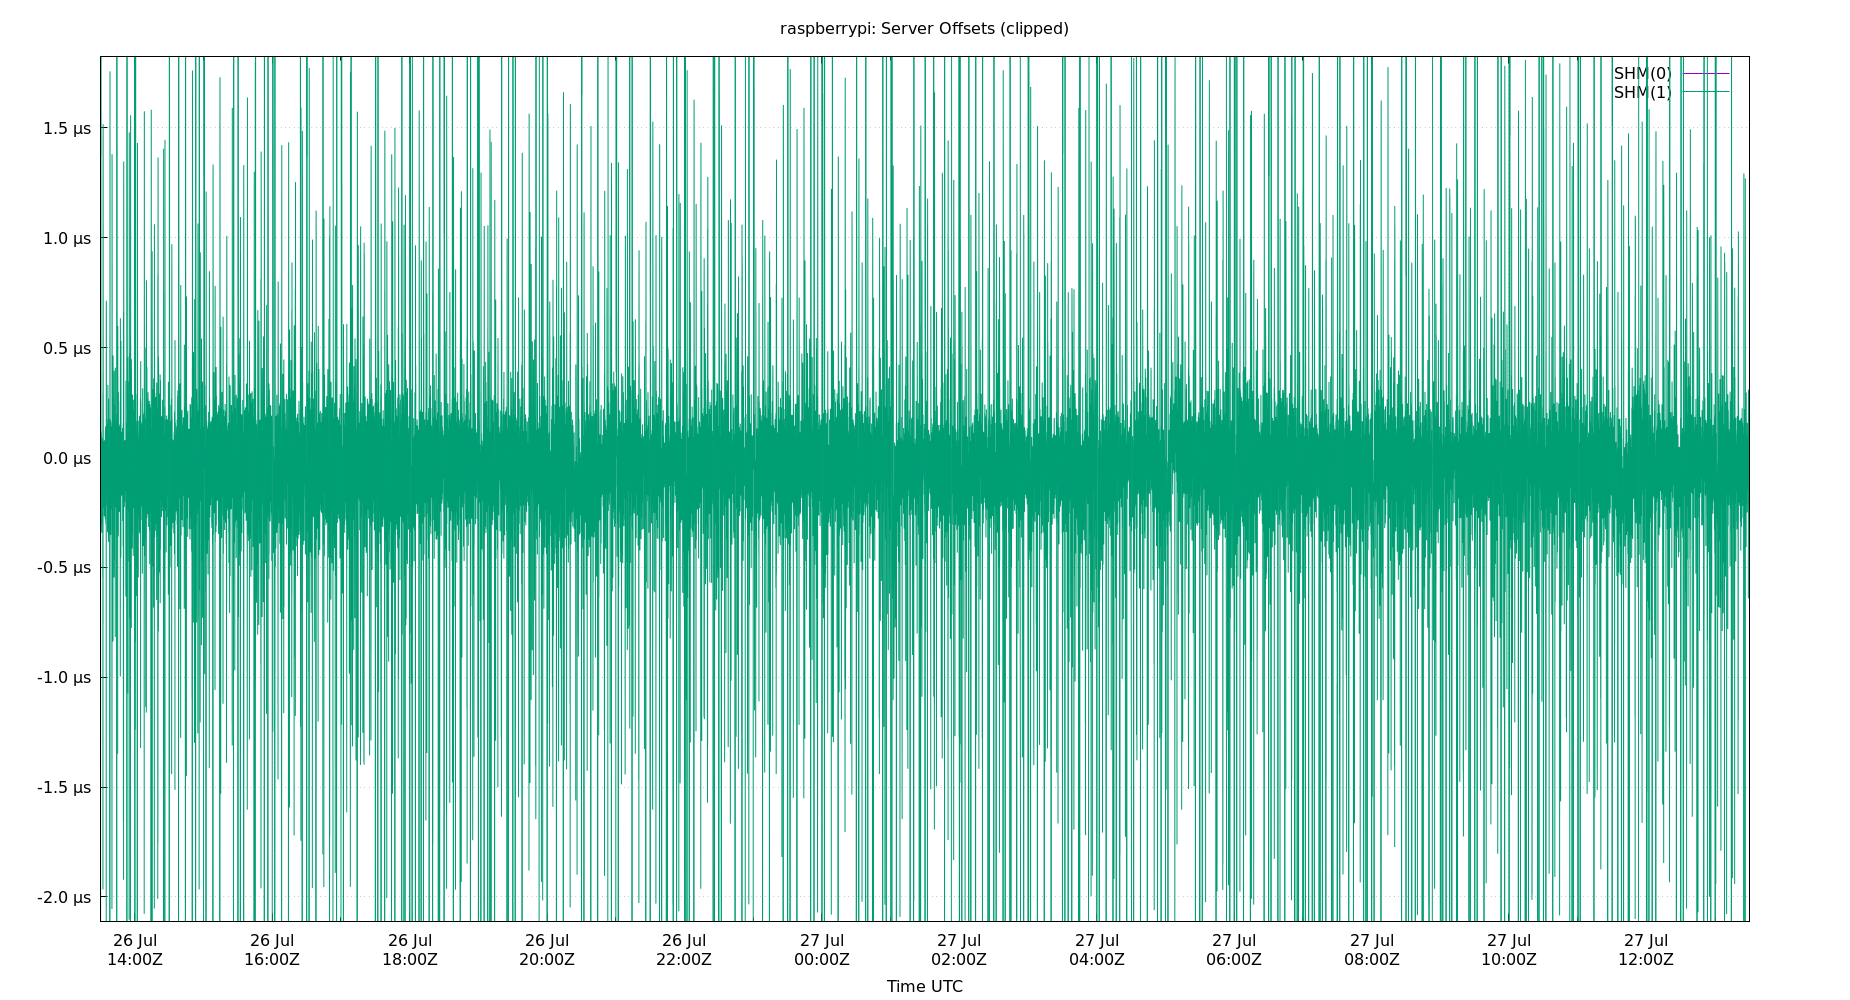 raspberrypi: Server Offsets (clipped)
SHM(0)
SHM(1)
1.5 µs
1.0 µs
0.5 µs
0.0 µs
-0.5 µs
-1.0 µs
-1.5 µs
-2.0 µs
26 Jul 26 Jul 26 Jul 26 Jul 26 Jul 27 Jul 27 Jul 27 Jul 27 Jul 27 Jul 27 Jul 27 Jul
14:00Z 16:00Z 18:00Z 20:00Z 22:00Z 00:00Z 02:00Z 04:00Z 06:00Z 08:00Z 10:00Z 12:00Z
Time UTC